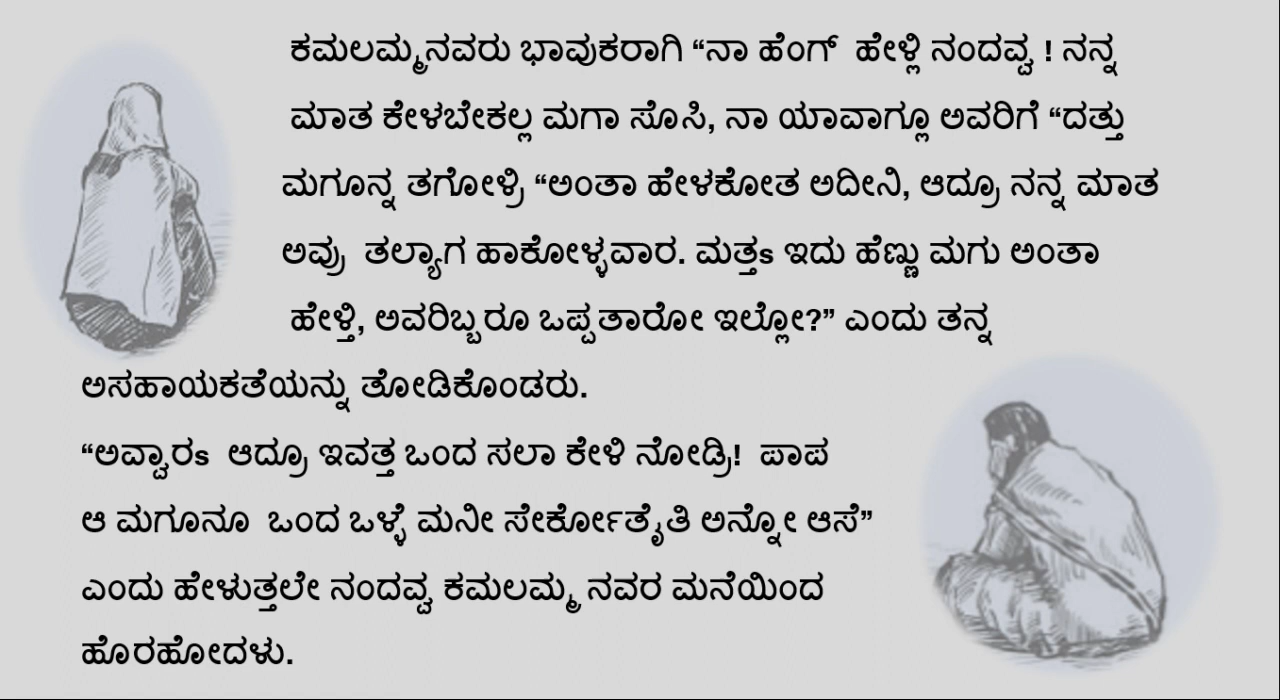 ಕಮಲಮ್ಮನವರು ಭಾವುಕರಾಗಿ “ನಾ ಹೆಂಗ್ ಹೇಳ್ಲಿ ನಂದವ್ವ ! ನನ್ನ
ಮಾತ ಕೇಳಬೇಕಲ್ಲ ಮಗಾ ಸೊಸಿ, ನಾ ಯಾವಾಗ್ಲೂ ಅವರಿಗೆ “ದತ್ತು
ಮಗೂನ್ನ ತಗೋಳ್ರಿ “ಅಂತಾ ಹೇಳಕೋತ ಅದೀನಿ, ಆದ್ರೂ ನನ್ನ ಮಾತ
ಅವ್ರು ತಲ್ಯಾಗ ಹಾಕೋಳ್ಳವಾರ. ಮತ್ತs ಇದು ಹೆಣ್ಣು ಮಗು ಅಂತಾ
ಹೇಳ್ತಿ, ಅವರಿಬ್ಬರೂ ಒಪ್ಪತಾರೋ ಇಲ್ಲೋ?” ಎಂದು ತನ್ನ
ಅಸಹಾಯಕತೆಯನ್ನು ತೋಡಿಕೊಂಡರು.
“ಅವ್ವಾರs ಆದ್ರೂ ಇವತ್ತ ಒಂದ ಸಲಾ ಕೇಳಿ ನೋಡ್ರಿ! ಪಾಪ
ಆ ಮಗೂನೂ ಒಂದ ಒಳ್ಳೆ ಮನೀ ಸೇರ್ಕೋತೈತಿ ಅನ್ನೋ ಆಸೆ”
ಎಂದು ಹೇಳುತ್ತಲೇ ನಂದವ್ವ ಕಮಲಮ್ಮ ನವರ ಮನೆಯಿಂದ
ಹೊರಹೋದಳು.